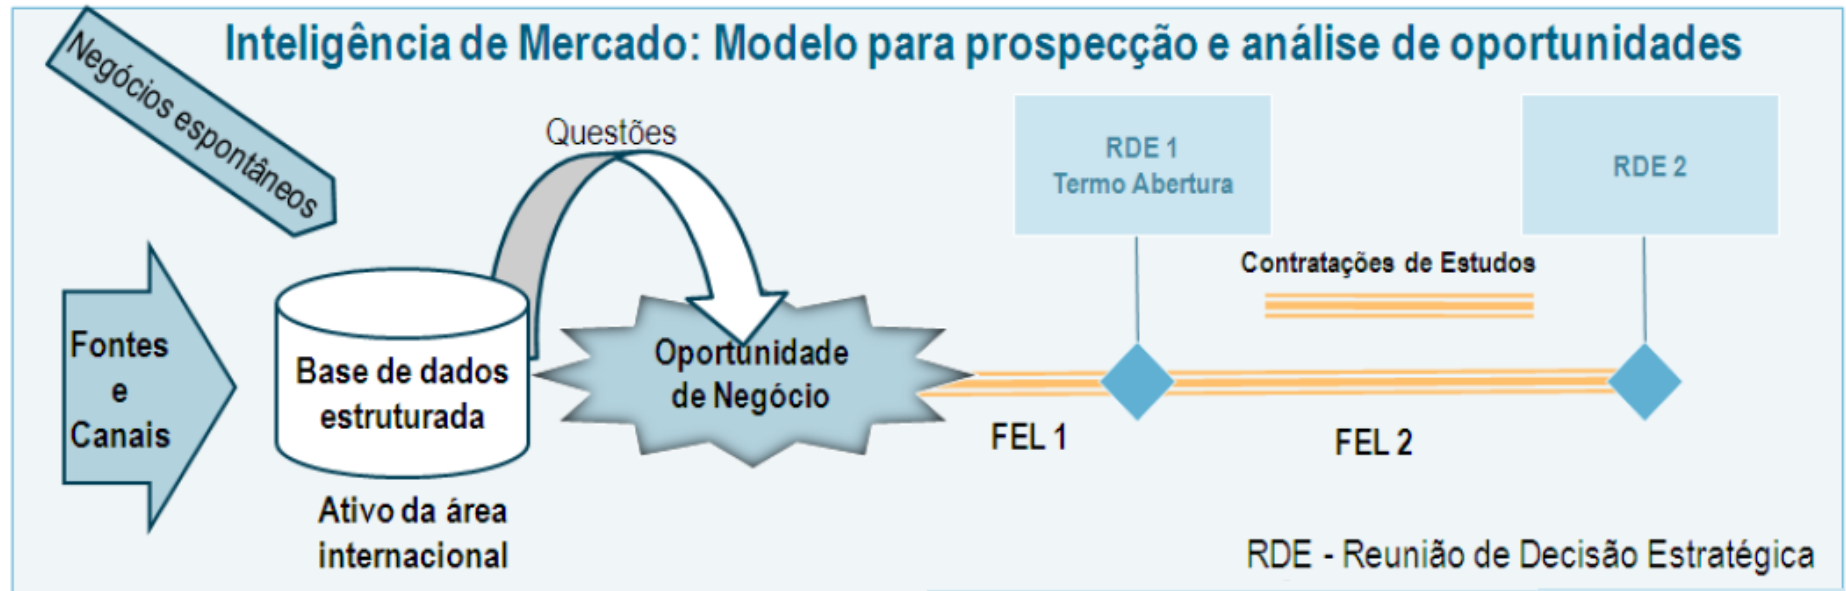 Inteligência de Mercado: Modelo para prospecção e análise de oportunidades
Negócios espontâneos
Questões
RDE 1
Termo Abertura
RDE 2
Contratações de Estudos
Fontes
e
Canais
Base de dados
estruturada
Oportunidade
de Negócio
FEL 1
FEL 2
Ativo da área
internacional
RDE - Reunião de Decisão Estratégica